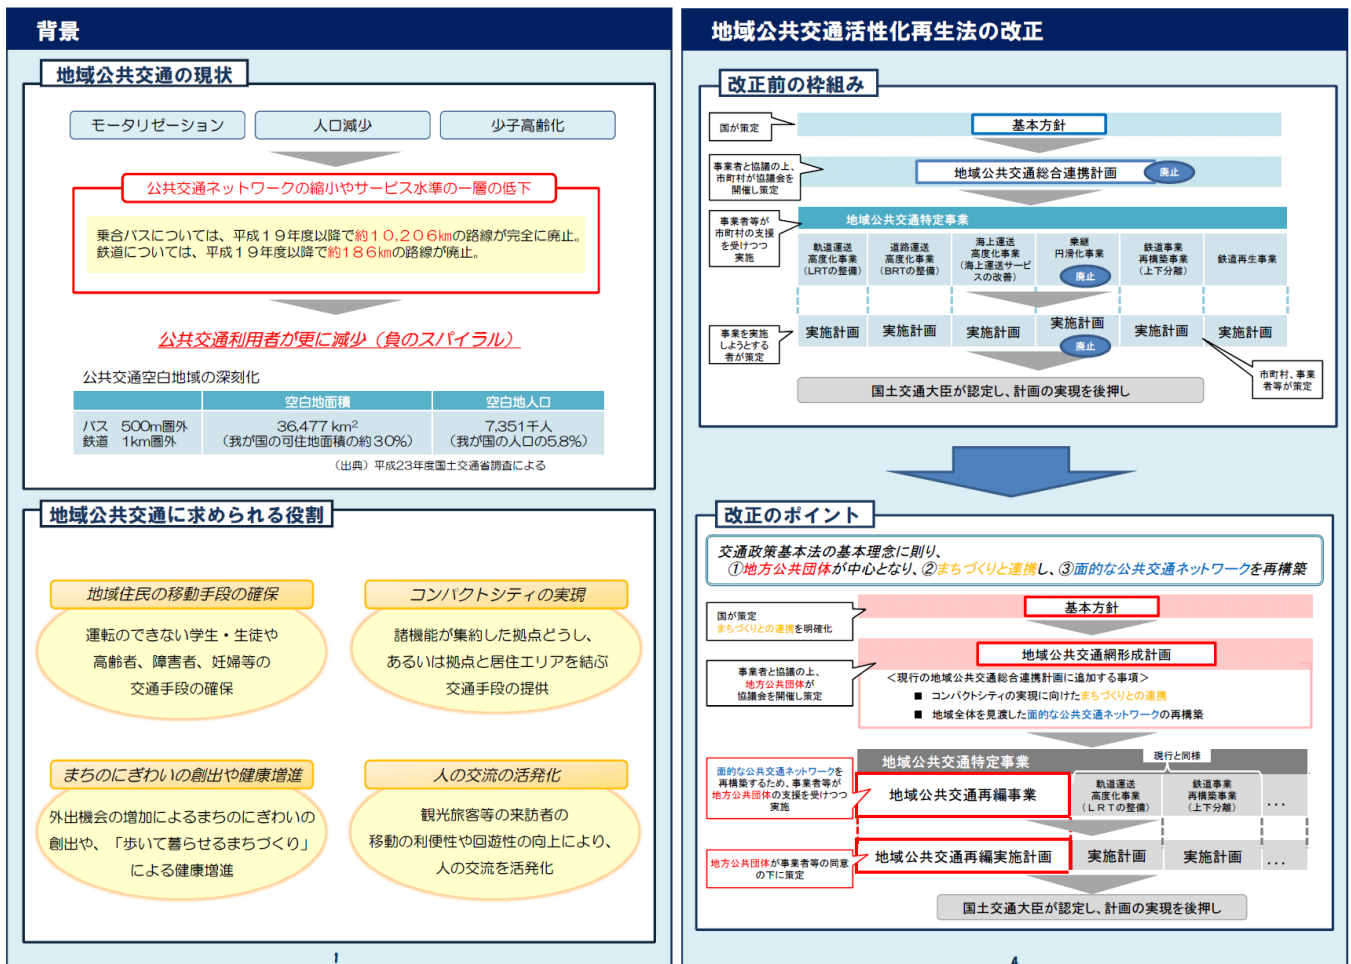 背景
地域公共交通の現状
モータリゼーション
人口減少
少子高齢化
公共交通ネットワークの縮小やサービス水準の一層の低下
乗合バスについては、平成19年度以降で約10,206kmの路線が完全に廃止。
鉄道については、平成19年度以降で約186kmの路線が廃止。
公共交通利用者が更に減少（負のスパイラル）
公共交通空白地域の深刻化
空白地面積
空白地人口
バス 500m圏外
鉄道 1km圏外
36,477 km²
（我が国の可住地面積の約30%）
7,351千人
（我が国の人口の5.8%）
（出典）平成23年度国土交通省調査による
地域公共交通に求められる役割
地域住民の移動手段の確保
運転のできない学生・生徒や
高齢者、障害者、妊婦等の
交通手段の確保
コンパクトシティの実現
諸機能が集約した拠点どうし、
あるいは拠点と居住エリアを結ぶ
交通手段の提供
まちのにぎわいの創出や健康増進
外出機会の増加によるまちのにぎわいの
創出や、「歩いて暮らせるまちづくり」
による健康増進
人の交流の活発化
観光旅客等の来訪者の
移動の利便性や回遊性の向上により、
人の交流を活発化
1
地域公共交通活性化再生法の改正
改正前の枠組み
国が策定
基本方針
事業者と協議の上、
市町村が協議会を
開催し策定
地域公共交通総合連携計画
廃止
事業者等が
市町村の支援
を受けつつ
実施
地域公共交通特定事業
軌道運送
高度化事業
（LRTの整備）
道路運送
高度化事業
（BRTの整備）
海上運送
高度化事業
（海上運送サービ
スの改善）
乗継
円滑化事業
廃止
鉄道事業
再構築事業
（上下分離）
鉄道再生事業
事業を実施
しようとする
者が策定
実施計画
実施計画
実施計画
実施計画
廃止
実施計画
実施計画
市町村、事業
者等が策定
国土交通大臣が認定し、計画の実現を後押し
改正のポイント
交通政策基本法の基本理念に則り、
①地方公共団体が中心となり、②まちづくりと連携し、③面的な公共交通ネットワークを再構築
国が策定
まちづくりとの連携を明確化
基本方針
事業者と協議の上、
地方公共団体が
協議会を開催し策定
地域公共交通網形成計画
＜現行の地域公共交通総合連携計画に追加する事項＞
■ コンパクトシティの実現に向けたまちづくりとの連携
■ 地域全体を見渡した面的な公共交通ネットワークの再構築
地域公共交通特定事業
現行と同様
面的な公共交通ネットワークを
再構築するため、事業者等が
地方公共団体の支援を受けつつ
実施
地域公共交通再編事業
軌道運送
高度化事業
（LRTの整備）
鉄道事業
再構築事業
（上下分離）
...
地方公共団体が事業者等の同意
の下に策定
地域公共交通再編実施計画
実施計画
実施計画
...
国土交通大臣が認定し、計画の実現を後押し
4